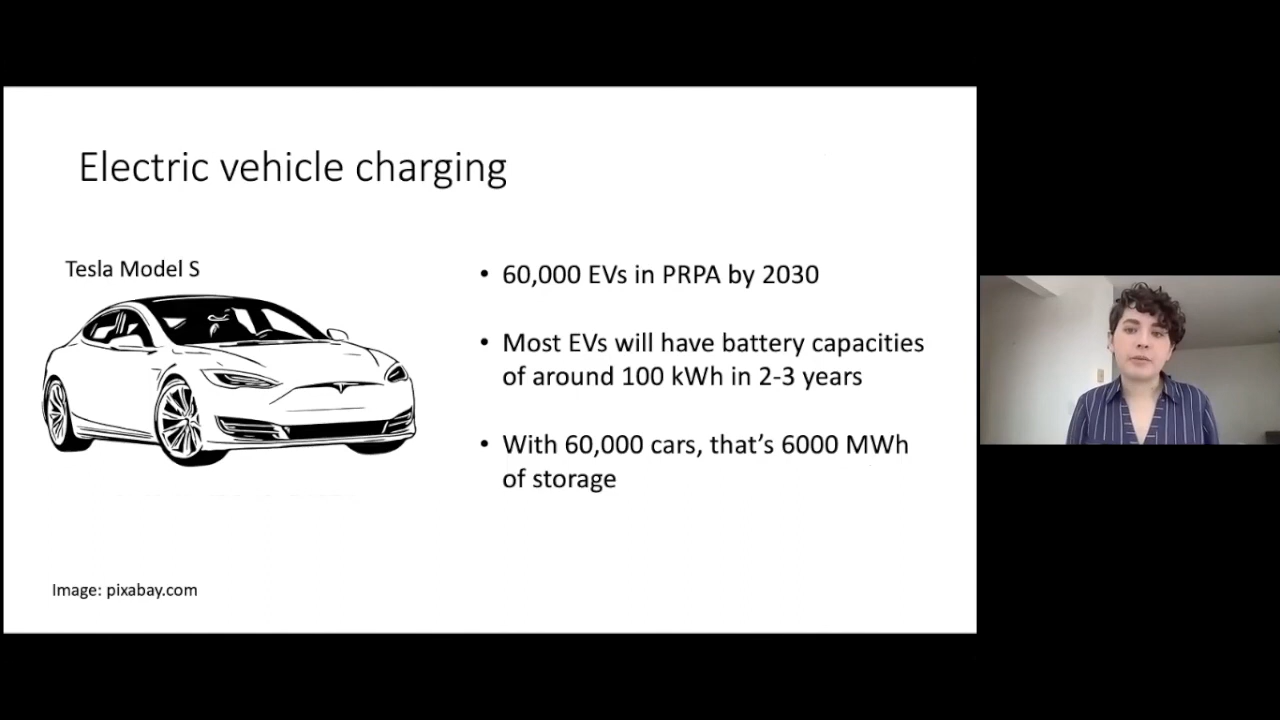 Electric vehicle charging
Tesla Model S
• 60,000 EVs in PRPA by 2030
• Most EVs will have battery capacities
of around 100 kWh in 2-3 years
• With 60,000 cars, that’s 6000 MWh
of storage
Image: pixabay.com